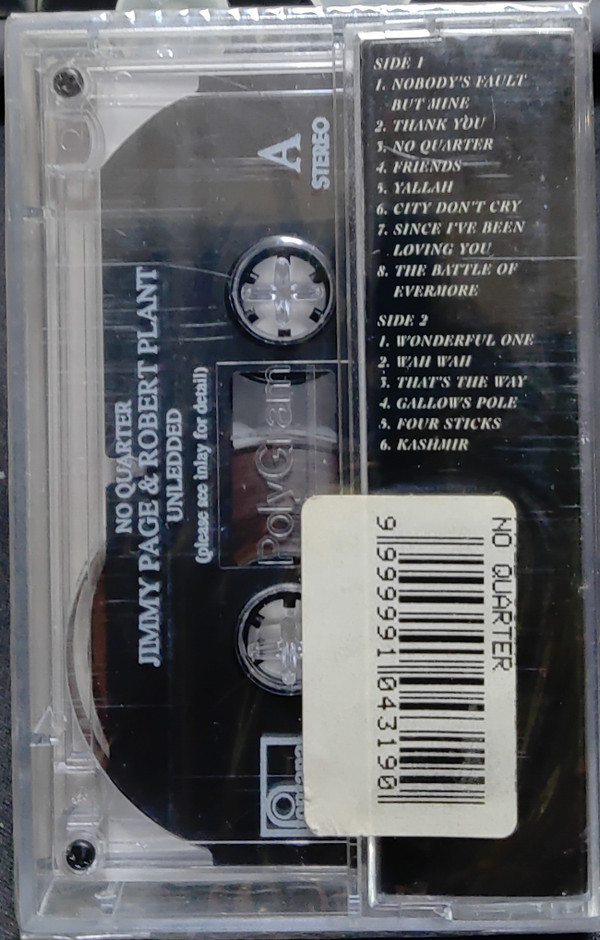 SIDE 1
1. NOBODY'S FAULT
BUT MINE
2. THANK YOU
3. NO QUARTER
4. FRIENDS
5. YALLAH
6. CITY DON'T CRY
7. SINCE I'VE BEEN
LOVING YOU
8. THE BATTLE OF
EVERMORE
SIDE 2
1. WONDERFUL ONE
2. WAH WAH
3. THAT'S THE WAY
4. GALLOWS POLE
5. FOUR STICKS
6. KASHMIR
A
STEREO
NO QUARTER
JIMMY PAGE & ROBERT PLANT
UNLEDDED
(please see inlay for detail)
PolyGram
NO QUARTER
9 999991 043190